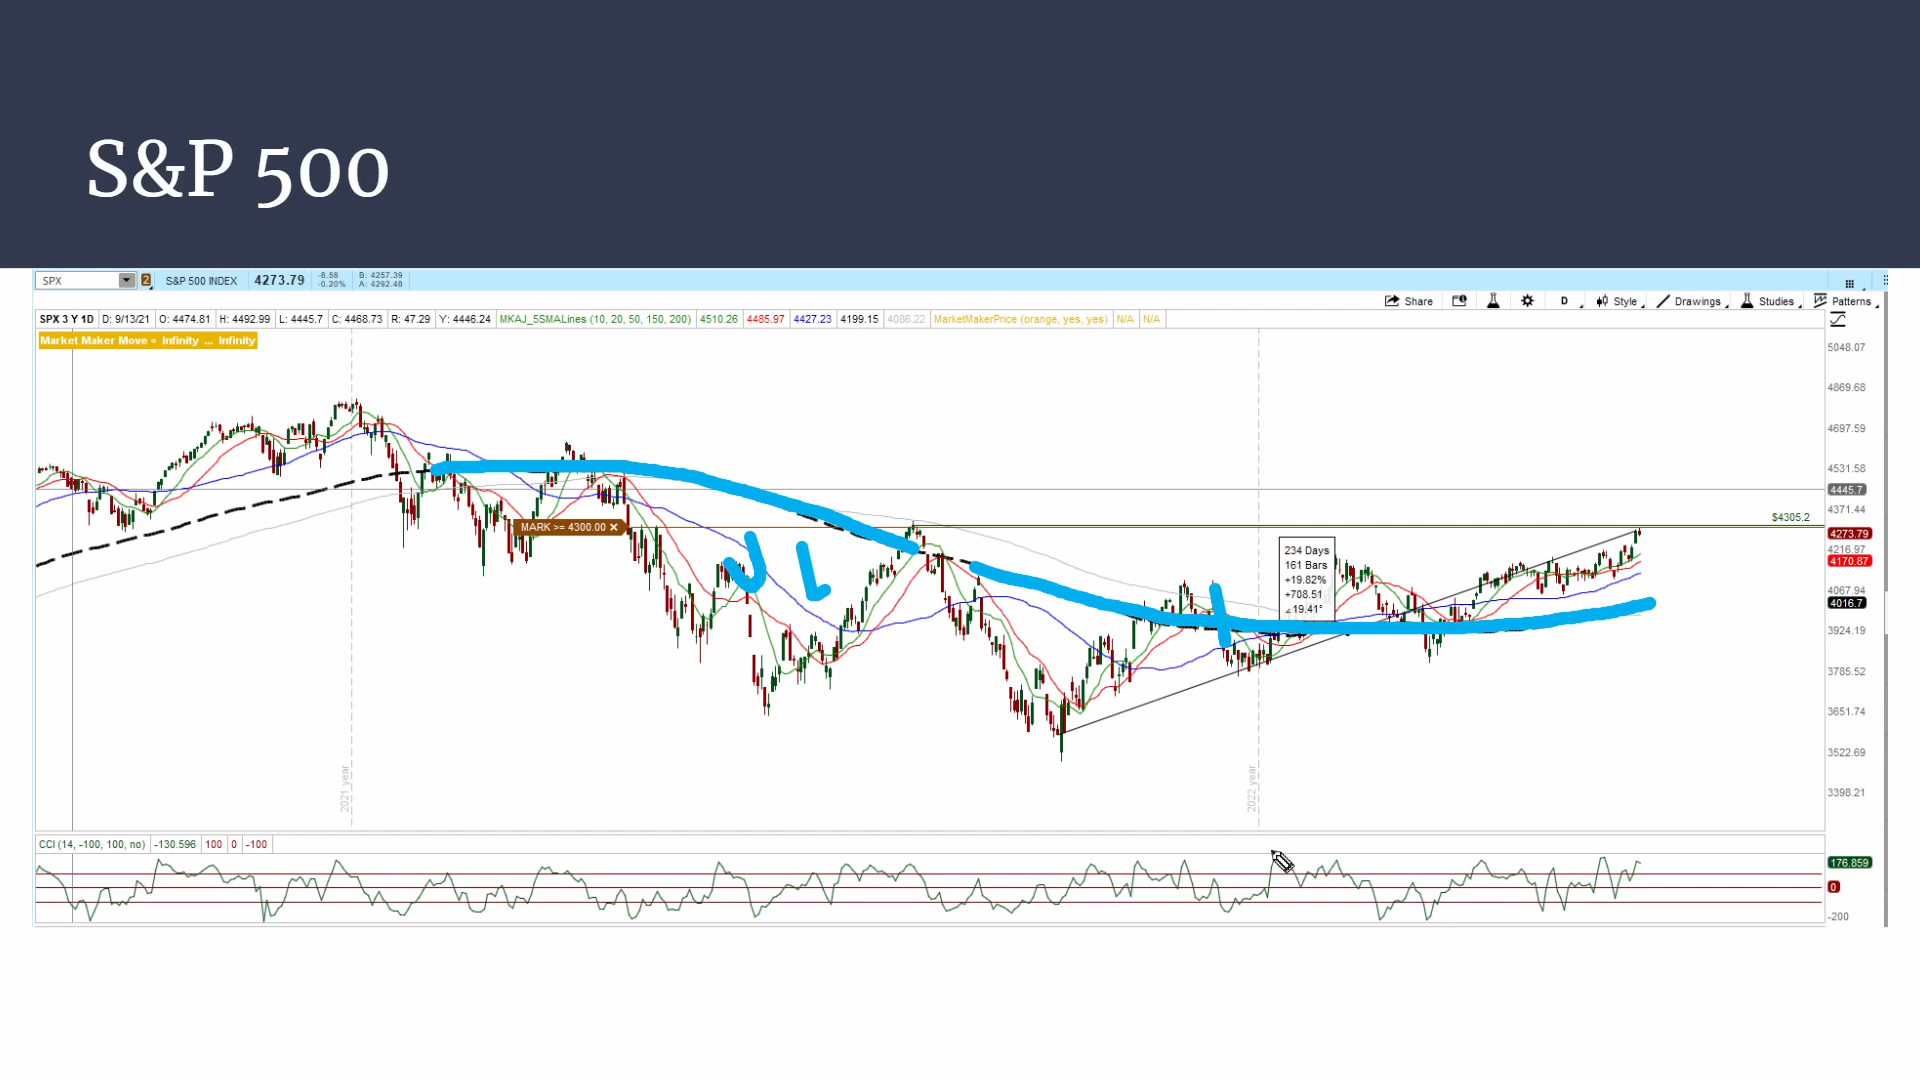 S&P 500
SPX 2 S&P 500 INDEX 4273.79 -8.58 -0.20% B: 4257.39 A: 4292.48
Share D Style Drawings Studies Patterns
SPX 3 Y 1D D: 9/13/21 O: 4474.81 H: 4492.99 L: 4445.7 C: 4468.73 R: 47.29 Y: 4446.24 MKAJ_5SMALines (10, 20, 50, 150, 200) 4510.26 4485.97 4427.23 4199.15 4086.22 MarketMakerPrice (orange, yes, yes) N/A N/A
Market Maker Move = Infinity ... Infinity
5048.07
4869.68
4697.59
4531.58
4445.7
4371.44
$4305.2
MARK >= 4300.00 ×
4273.79
4216.97
4170.87
4067.94
4016.7
3924.19
3785.52
3651.74
3522.69
3398.21
234 Days
161 Bars
+19.82%
+708.51
∠19.41°
2021 year
2022 year
CCI (14, -100, 100, no) -130.596 100 0 -100
176.859
0
-200